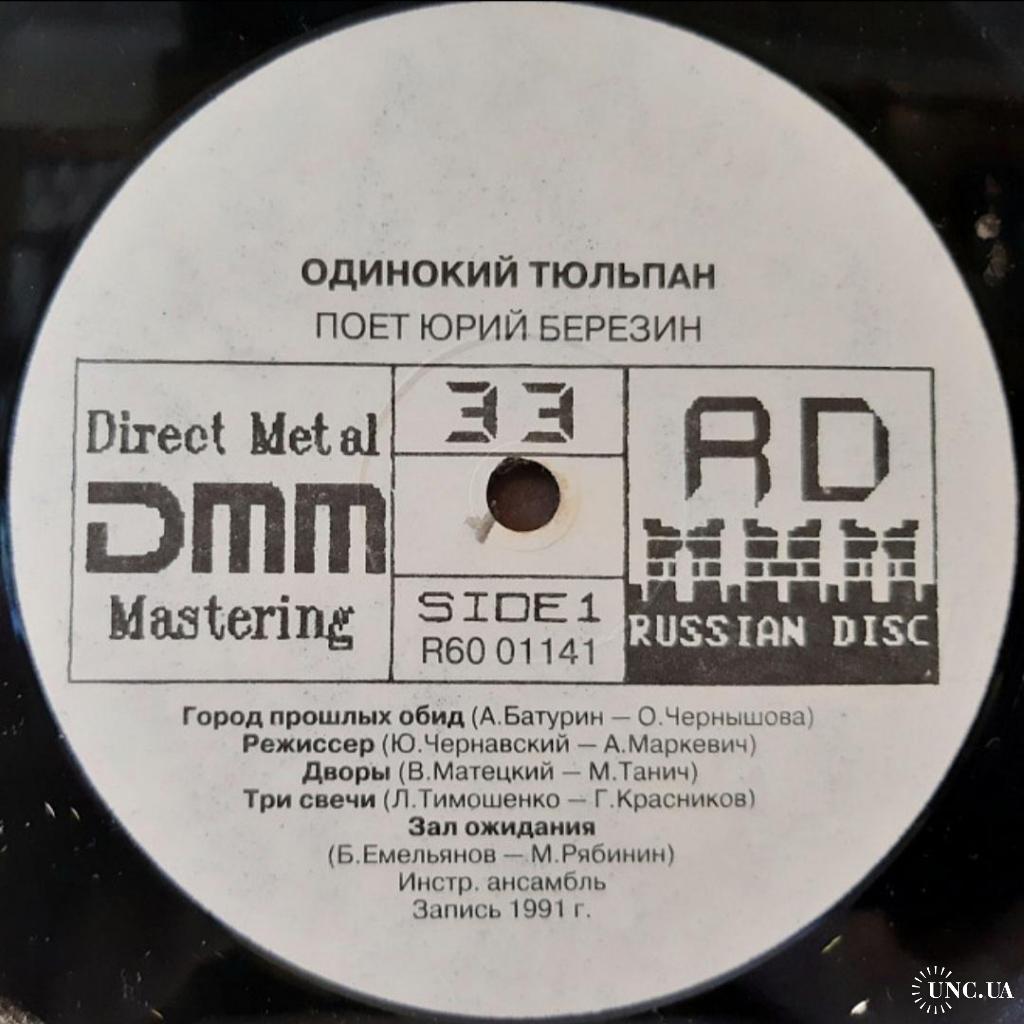 ОДИНОКИЙ ТЮЛЬПАН
ПОЕТ ЮРИЙ БЕРЕЗИН
Direct Metal
DMM
Mastering
33
SIDE 1
R60 01141
RD
RUSSIAN DISC
Город прошлых обид (А.Батурин — О.Чернышова)
Режиссер (Ю.Чернавский — А.Маркевич)
Дворы (В.Матецкий — М.Танич)
Три свечи (Л.Тимошенко — Г.Красников)
Зал ожидания
(Б.Емельянов — М.Рябинин)
Инстр. ансамбль
Запись 1991 г.
UNC.UA